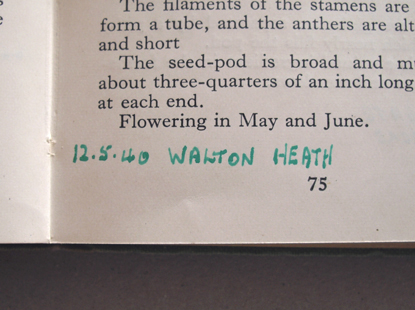 The filaments of the stamens are
form a tube, and the anthers are alt
and short
The seed-pod is broad and m
about three-quarters of an inch long
at each end.
Flowering in May and June.
12.5.40 WALTON HEATH
75